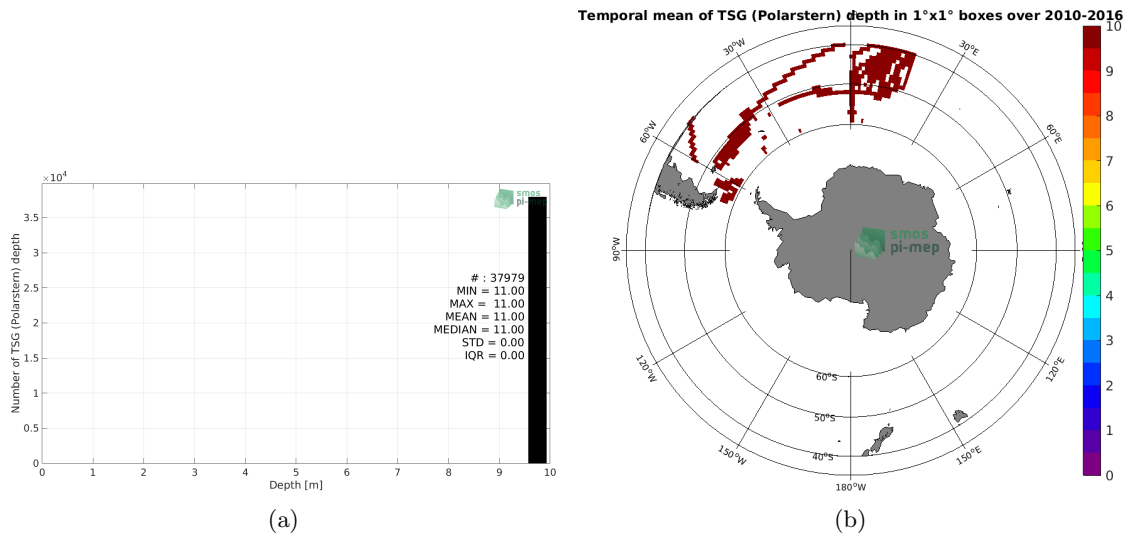 Temporal mean of TSG (Polarstern) depth in 1°x1° boxes over 2010-2016
×10⁴
3.5
3
2.5
2
1.5
1
0.5
0
Number of TSG (Polarstern) depth
smos
pi-mep
# : 37979
MIN = 11.00
MAX = 11.00
MEAN = 11.00
MEDIAN = 11.00
STD = 0.00
IQR = 0.00
0 1 2 3 4 5 6 7 8 9 10
Depth [m]
(a)
30°W
30°E
60°W
60°E
90°W
120°W
120°E
150°W
150°E
180°W
60°S
50°S
40°S
smos
pi-mep
10
9
8
7
6
5
4
3
2
1
0
(b)